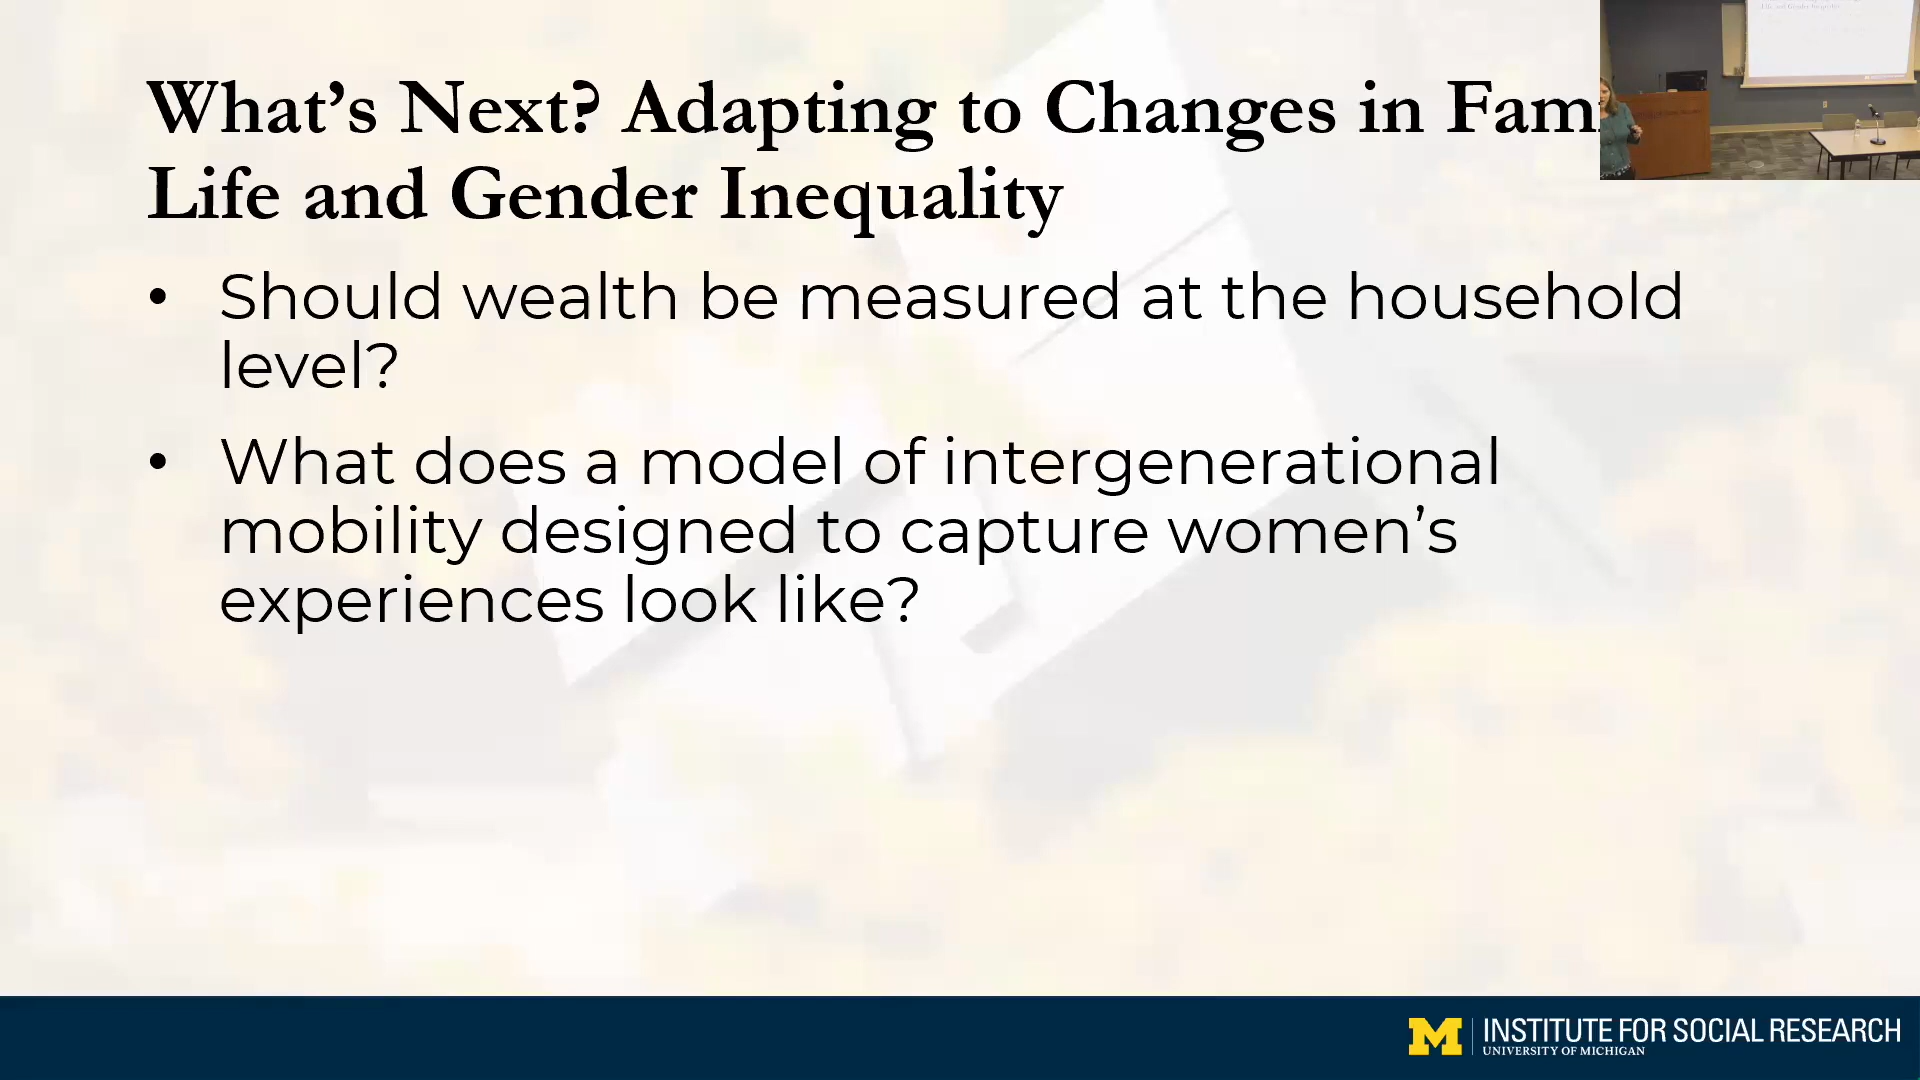 What’s Next? Adapting to Changes in Fam
Life and Gender Inequality
• Should wealth be measured at the household
level?
• What does a model of intergenerational
mobility designed to capture women’s
experiences look like?
M INSTITUTE FOR SOCIAL RESEARCH
UNIVERSITY OF MICHIGAN